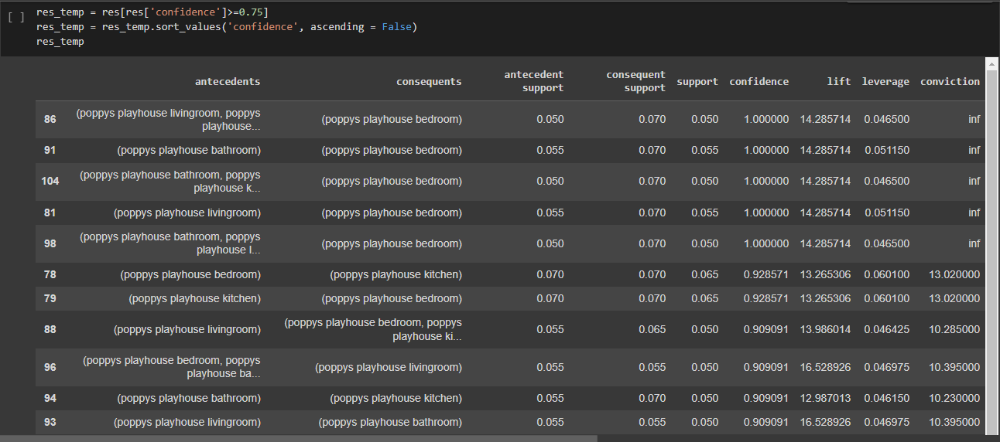 [ ] res_temp = res[res['confidence']>=0.75]
res_temp = res_temp.sort_values('confidence', ascending = False)
res_temp
antecedents consequents antecedent support consequent support support confidence lift leverage conviction
86 (poppys playhouse livingroom, poppys playhouse... (poppys playhouse bedroom) 0.050 0.070 0.050 1.000000 14.285714 0.046500 inf
91 (poppys playhouse bathroom) (poppys playhouse bedroom) 0.055 0.070 0.055 1.000000 14.285714 0.051150 inf
104 (poppys playhouse bathroom, poppys playhouse k... (poppys playhouse bedroom) 0.050 0.070 0.050 1.000000 14.285714 0.046500 inf
81 (poppys playhouse livingroom) (poppys playhouse bedroom) 0.055 0.070 0.055 1.000000 14.285714 0.051150 inf
98 (poppys playhouse bathroom, poppys playhouse l... (poppys playhouse bedroom) 0.050 0.070 0.050 1.000000 14.285714 0.046500 inf
78 (poppys playhouse bedroom) (poppys playhouse kitchen) 0.070 0.070 0.065 0.928571 13.265306 0.060100 13.020000
79 (poppys playhouse kitchen) (poppys playhouse bedroom) 0.070 0.070 0.065 0.928571 13.265306 0.060100 13.020000
88 (poppys playhouse livingroom) (poppys playhouse bedroom, poppys playhouse ki... 0.055 0.065 0.050 0.909091 13.986014 0.046425 10.285000
96 (poppys playhouse bedroom, poppys playhouse ba... (poppys playhouse livingroom) 0.055 0.055 0.050 0.909091 16.528926 0.046975 10.395000
94 (poppys playhouse bathroom) (poppys playhouse kitchen) 0.055 0.070 0.050 0.909091 12.987013 0.046150 10.230000
93 (poppys playhouse livingroom) (poppys playhouse bathroom) 0.055 0.055 0.050 0.909091 16.528926 0.046975 10.395000